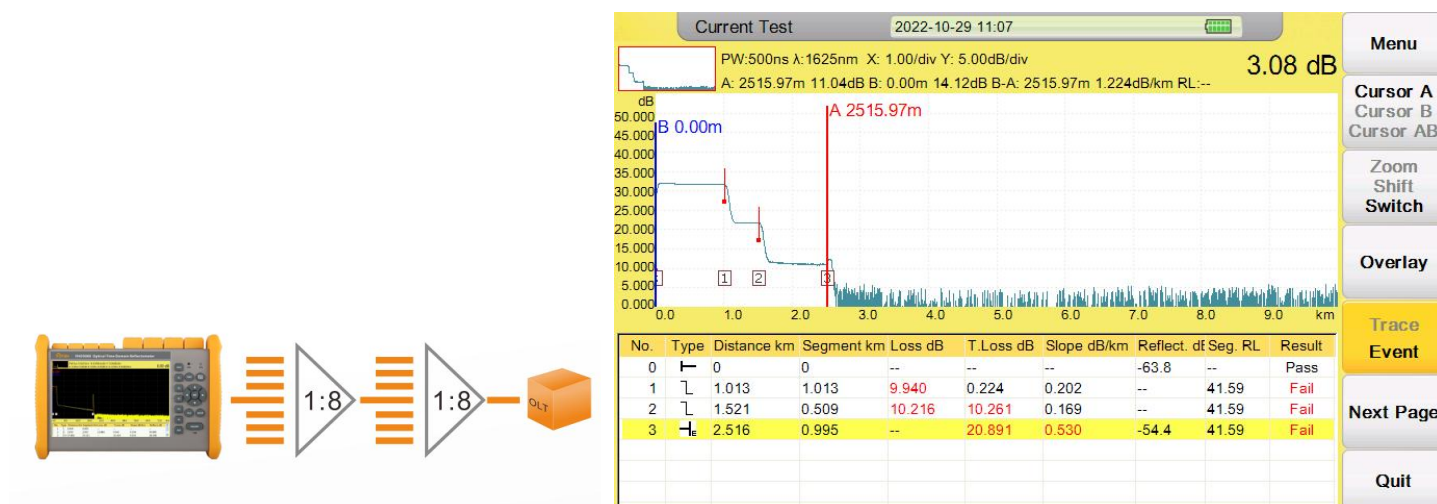 Current Test 2022-10-29 11:07
PW:500ns λ:1625nm X: 1.00/div Y: 5.00dB/div
3.08 dB
A: 2515.97m 11.04dB B: 0.00m 14.12dB B-A: 2515.97m 1.224dB/km RL:--
dB
50.000
45.000
40.000
35.000
30.000
25.000
20.000
15.000
10.000
5.000
0.000
B 0.00m
A 2515.97m
1 2 3
0.0 1.0 2.0 3.0 4.0 5.0 6.0 7.0 8.0 9.0 km
No. Type Distance km Segment km Loss dB T.Loss dB Slope dB/km Reflect. dB Seg. RL Result
0 0 0 -- -- -- -63.8 -- Pass
1 1.013 1.013 9.940 0.224 0.202 -- 41.59 Fail
2 1.521 0.509 10.216 10.261 0.169 -- 41.59 Fail
3 E 2.516 0.995 -- 20.891 0.530 -54.4 41.59 Fail
Menu
Cursor A
Cursor B
Cursor AB
Zoom
Shift
Switch
Overlay
Trace
Event
Next Page
Quit
1:8
1:8
OLT